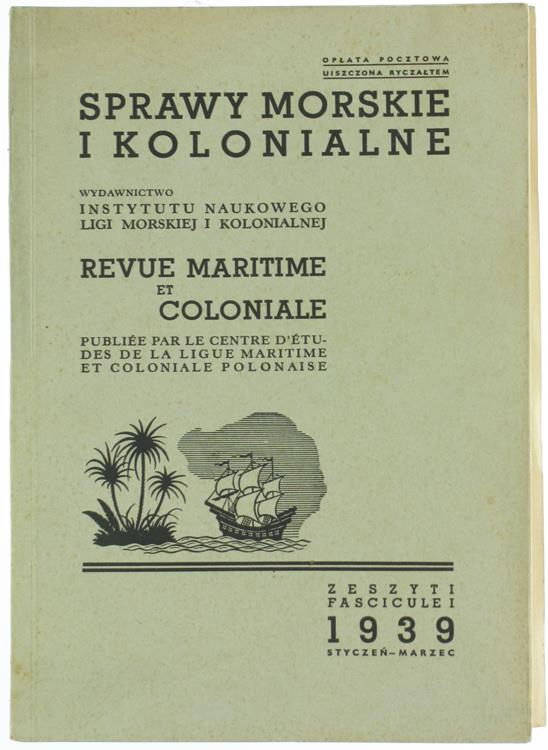 OPŁATA POCZTOWA
UISZCZONA RYCZAŁTEM
SPRAWY MORSKIE
I KOLONIALNE
WYDAWNICTWO
INSTYTUTU NAUKOWEGO
LIGI MORSKIEJ I KOLONIALNEJ
REVUE MARITIME
ET
COLONIALE
PUBLIÉE PAR LE CENTRE D'ÉTU-
DES DE LA LIGUE MARITIME
ET COLONIALE POLONAISE
ZESZYT I
FASCICULE I
1939
STYCZEŃ–MARZEC